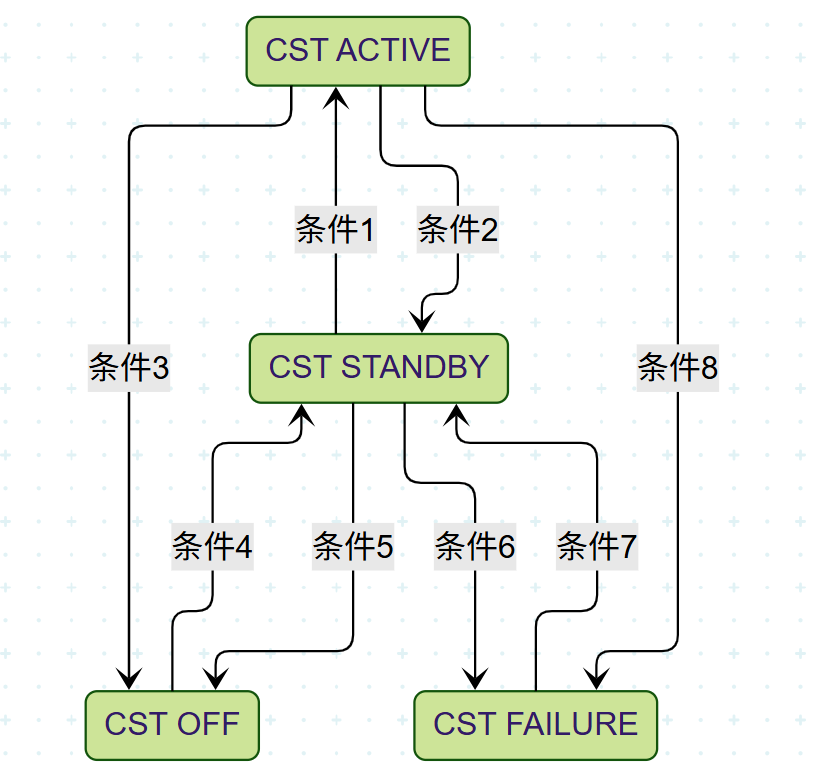 CST ACTIVE
条件1
条件2
条件3
CST STANDBY
条件8
条件4
条件5
条件6
条件7
CST OFF
CST FAILURE